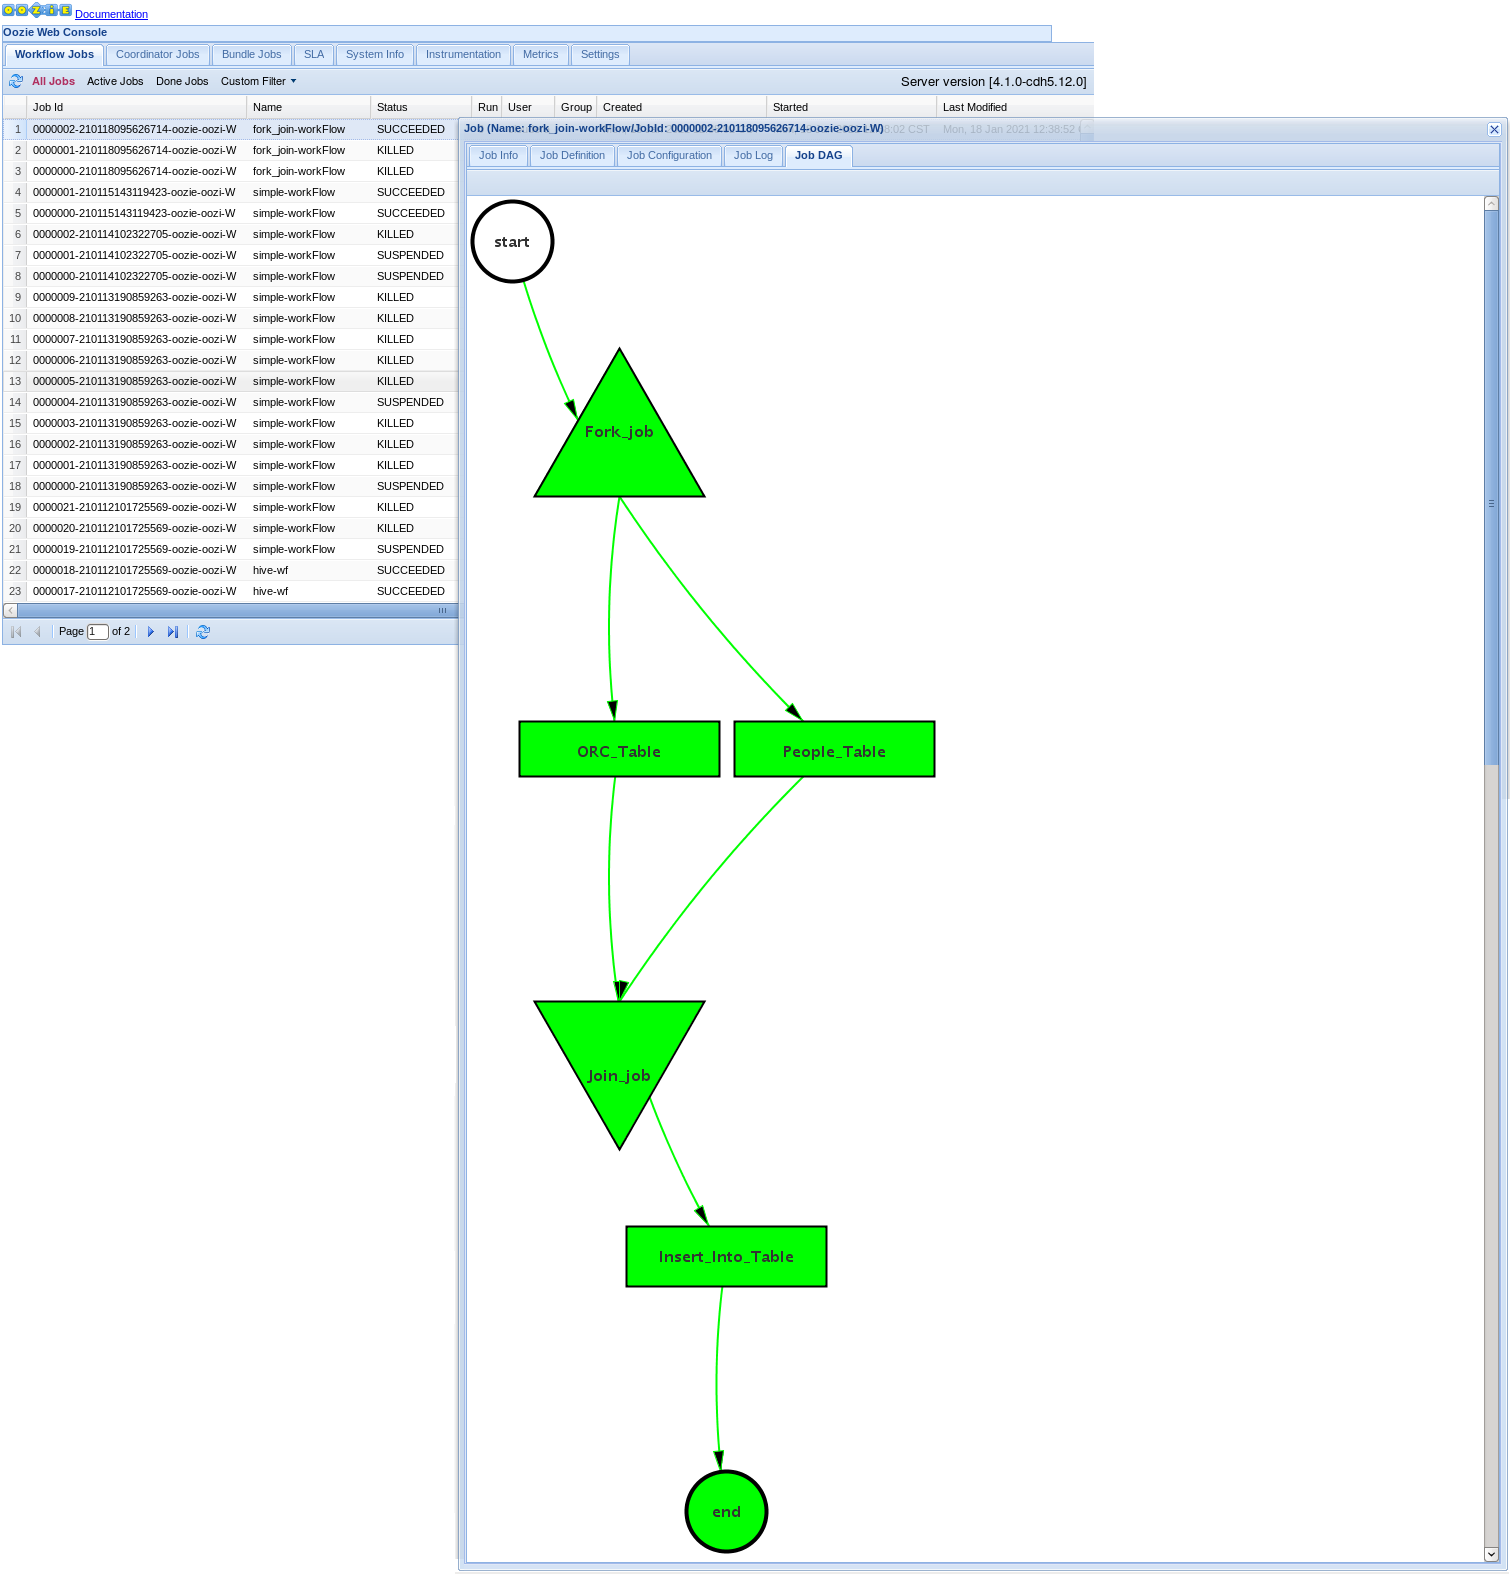 OOZIE Documentation
Oozie Web Console
Workflow Jobs Coordinator Jobs Bundle Jobs SLA System Info Instrumentation Metrics Settings
All Jobs Active Jobs Done Jobs Custom Filter Server version [4.1.0-cdh5.12.0]
Job Id Name Status Run User Group Created Started Last Modified
1 0000002-210118095626714-oozie-oozi-W fork_join-workFlow SUCCEEDED
2 0000001-210118095626714-oozie-oozi-W fork_join-workFlow KILLED
3 0000000-210118095626714-oozie-oozi-W fork_join-workFlow KILLED
4 0000001-210115143119423-oozie-oozi-W simple-workFlow SUCCEEDED
5 0000000-210115143119423-oozie-oozi-W simple-workFlow SUCCEEDED
6 0000002-210114102322705-oozie-oozi-W simple-workFlow KILLED
7 0000001-210114102322705-oozie-oozi-W simple-workFlow SUSPENDED
8 0000000-210114102322705-oozie-oozi-W simple-workFlow SUSPENDED
9 0000009-210113190859263-oozie-oozi-W simple-workFlow KILLED
10 0000008-210113190859263-oozie-oozi-W simple-workFlow KILLED
11 0000007-210113190859263-oozie-oozi-W simple-workFlow KILLED
12 0000006-210113190859263-oozie-oozi-W simple-workFlow KILLED
13 0000005-210113190859263-oozie-oozi-W simple-workFlow KILLED
14 0000004-210113190859263-oozie-oozi-W simple-workFlow SUSPENDED
15 0000003-210113190859263-oozie-oozi-W simple-workFlow KILLED
16 0000002-210113190859263-oozie-oozi-W simple-workFlow KILLED
17 0000001-210113190859263-oozie-oozi-W simple-workFlow KILLED
18 0000000-210113190859263-oozie-oozi-W simple-workFlow SUSPENDED
19 0000021-210112101725569-oozie-oozi-W simple-workFlow KILLED
20 0000020-210112101725569-oozie-oozi-W simple-workFlow KILLED
21 0000019-210112101725569-oozie-oozi-W simple-workFlow SUSPENDED
22 0000018-210112101725569-oozie-oozi-W hive-wf SUCCEEDED
23 0000017-210112101725569-oozie-oozi-W hive-wf SUCCEEDED
Page 1 of 2
Job (Name: fork_join-workFlow/JobId: 0000002-210118095626714-oozie-oozi-W) CST Mon, 18 Jan 2021 12:38:52
Job Info Job Definition Job Configuration Job Log Job DAG
start
Fork_job
ORC_Table People_Table
Join_job
Insert_Into_Table
end